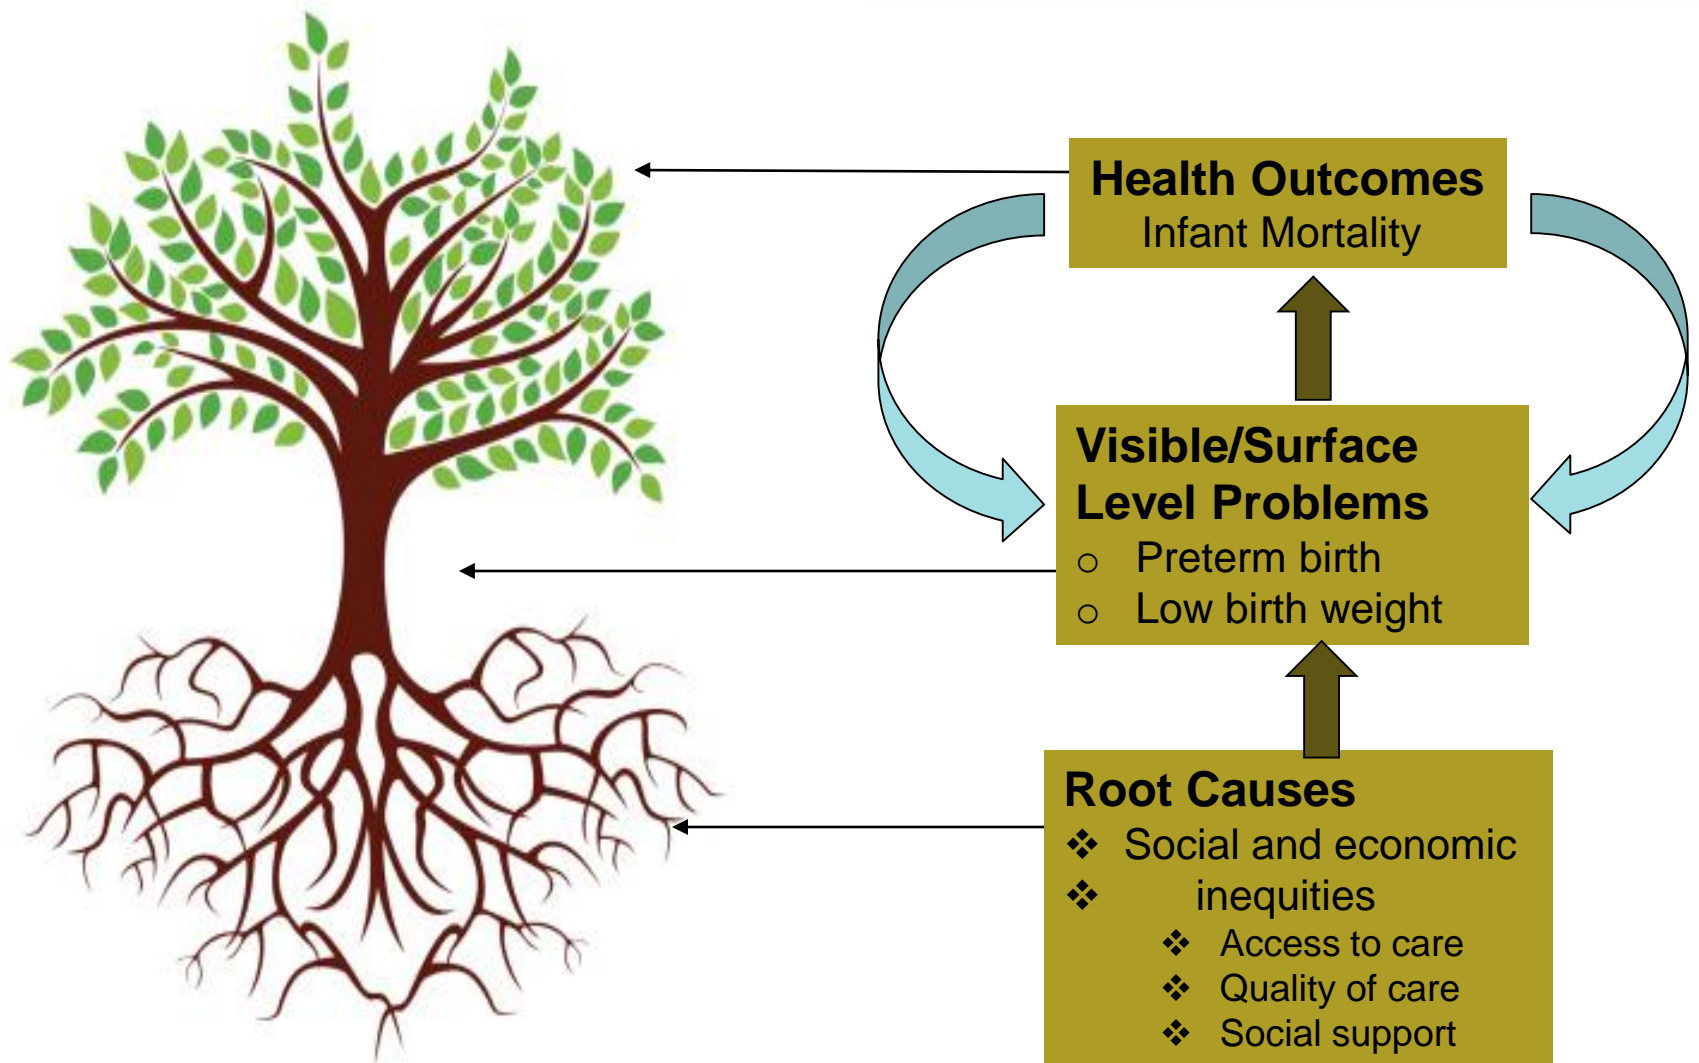 Health Outcomes
Infant Mortality
Visible/Surface
Level Problems
o Preterm birth
o Low birth weight
Root Causes
❖ Social and economic
❖ inequities
❖ Access to care
❖ Quality of care
❖ Social support